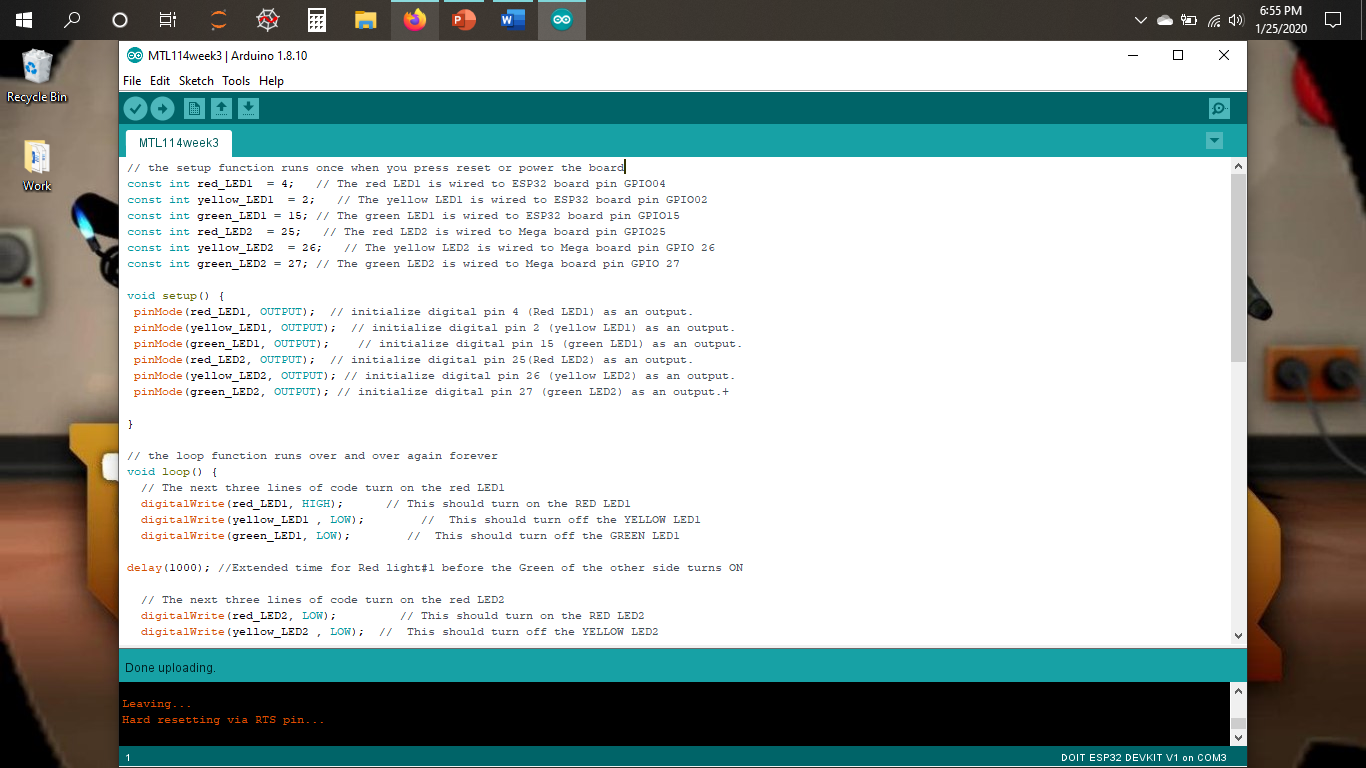 6:55 PM
1/25/2020
Recycle Bin
Work
MTL114week3 | Arduino 1.8.10
File Edit Sketch Tools Help
MTL114week3
// the setup function runs once when you press reset or power the board
const int red_LED1  = 4;   // The red LED1 is wired to ESP32 board pin GPIO04
const int yellow_LED1  = 2;   // The yellow LED1 is wired to ESP32 board pin GPIO02
const int green_LED1 = 15; // The green LED1 is wired to ESP32 board pin GPIO15
const int red_LED2  = 25;   // The red LED2 is wired to Mega board pin GPIO25
const int yellow_LED2  = 26;   // The yellow LED2 is wired to Mega board pin GPIO 26
const int green_LED2 = 27; // The green LED2 is wired to Mega board pin GPIO 27
void setup() {
pinMode(red_LED1, OUTPUT);  // initialize digital pin 4 (Red LED1) as an output.
pinMode(yellow_LED1, OUTPUT);  // initialize digital pin 2 (yellow LED1) as an output.
pinMode(green_LED1, OUTPUT);    // initialize digital pin 15 (green LED1) as an output.
pinMode(red_LED2, OUTPUT);  // initialize digital pin 25(Red LED2) as an output.
pinMode(yellow_LED2, OUTPUT); // initialize digital pin 26 (yellow LED2) as an output.
pinMode(green_LED2, OUTPUT); // initialize digital pin 27 (green LED2) as an output.+
}
// the loop function runs over and over again forever
void loop() {
// The next three lines of code turn on the red LED1
digitalWrite(red_LED1, HIGH);      // This should turn on the RED LED1
digitalWrite(yellow_LED1 , LOW);        //  This should turn off the YELLOW LED1
digitalWrite(green_LED1, LOW);        //  This should turn off the GREEN LED1
delay(1000); //Extended time for Red light#1 before the Green of the other side turns ON
// The next three lines of code turn on the red LED2
digitalWrite(red_LED2, LOW);         // This should turn on the RED LED2
digitalWrite(yellow_LED2 , LOW);  //  This should turn off the YELLOW LED2
Done uploading.
Leaving...
Hard resetting via RTS pin...
1
DOIT ESP32 DEVKIT V1 on COM3